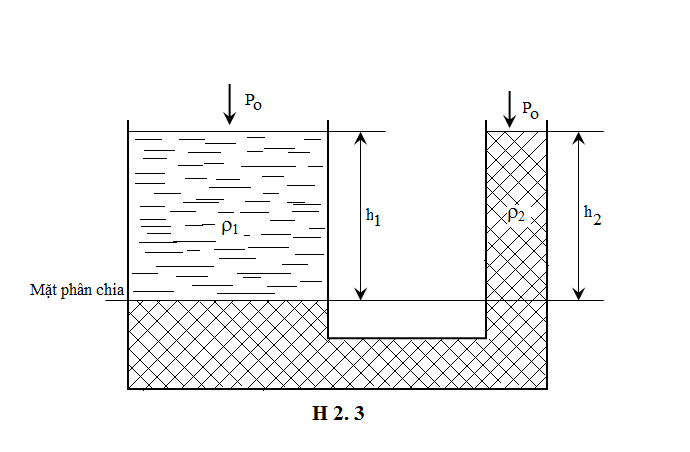 Po
Po
h1
ρ1
ρ2
h2
Mặt phân chia
H 2. 3